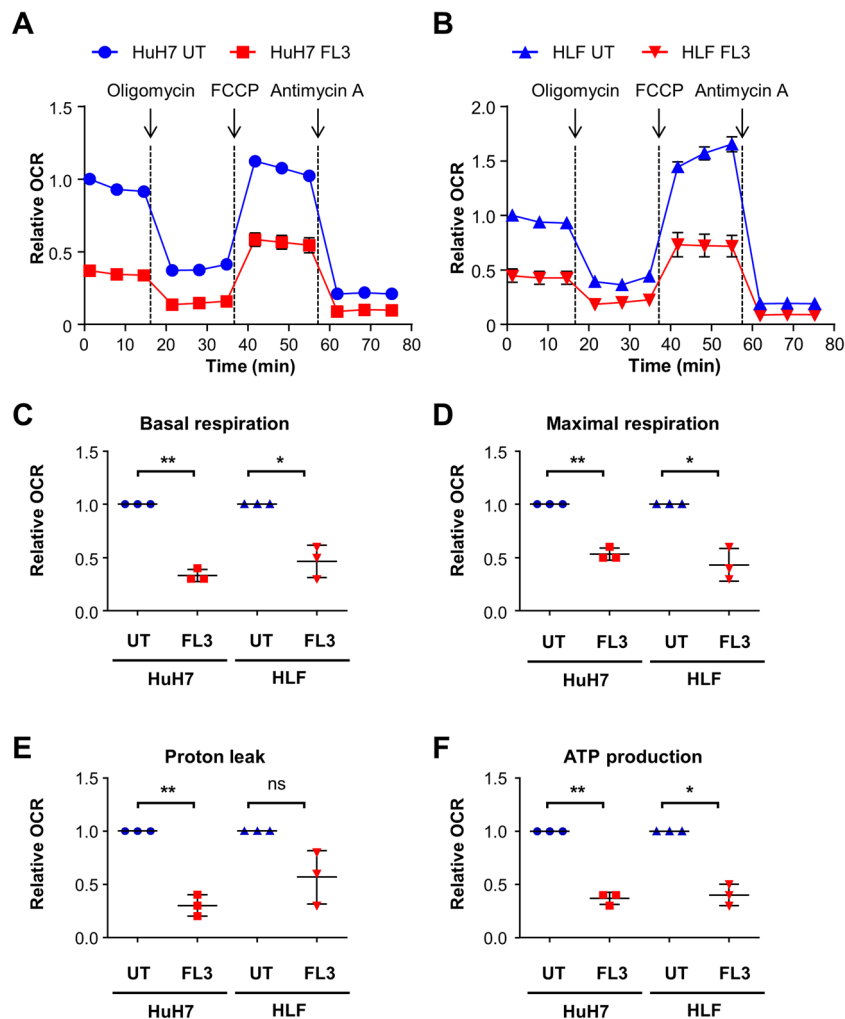 A
HuH7 UT HuH7 FL3
Oligomycin FCCP Antimycin A
Relative OCR
1.5
1.0
0.5
0
0 10 20 30 40 50 60 70 80
Time (min)
B
HLF UT HLF FL3
Oligomycin FCCP Antimycin A
Relative OCR
2.0
1.5
1.0
0.5
0
0 10 20 30 40 50 60 70 80
Time (min)
C
Basal respiration
Relative OCR
1.5
1.0
0.5
0.0
** *
UT FL3 UT FL3
HuH7 HLF
D
Maximal respiration
Relative OCR
1.5
1.0
0.5
0.0
** *
UT FL3 UT FL3
HuH7 HLF
E
Proton leak
Relative OCR
1.5
1.0
0.5
0.0
** ns
UT FL3 UT FL3
HuH7 HLF
F
ATP production
Relative OCR
1.5
1.0
0.5
0.0
** *
UT FL3 UT FL3
HuH7 HLF